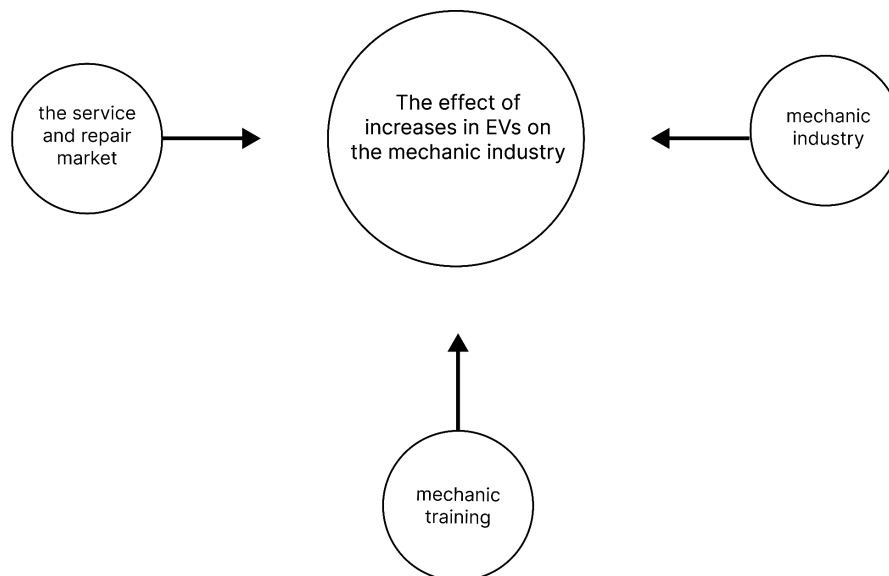 the service
and repair
market
The effect of
increases in EVs on
the mechanic industry
mechanic
industry
mechanic
training